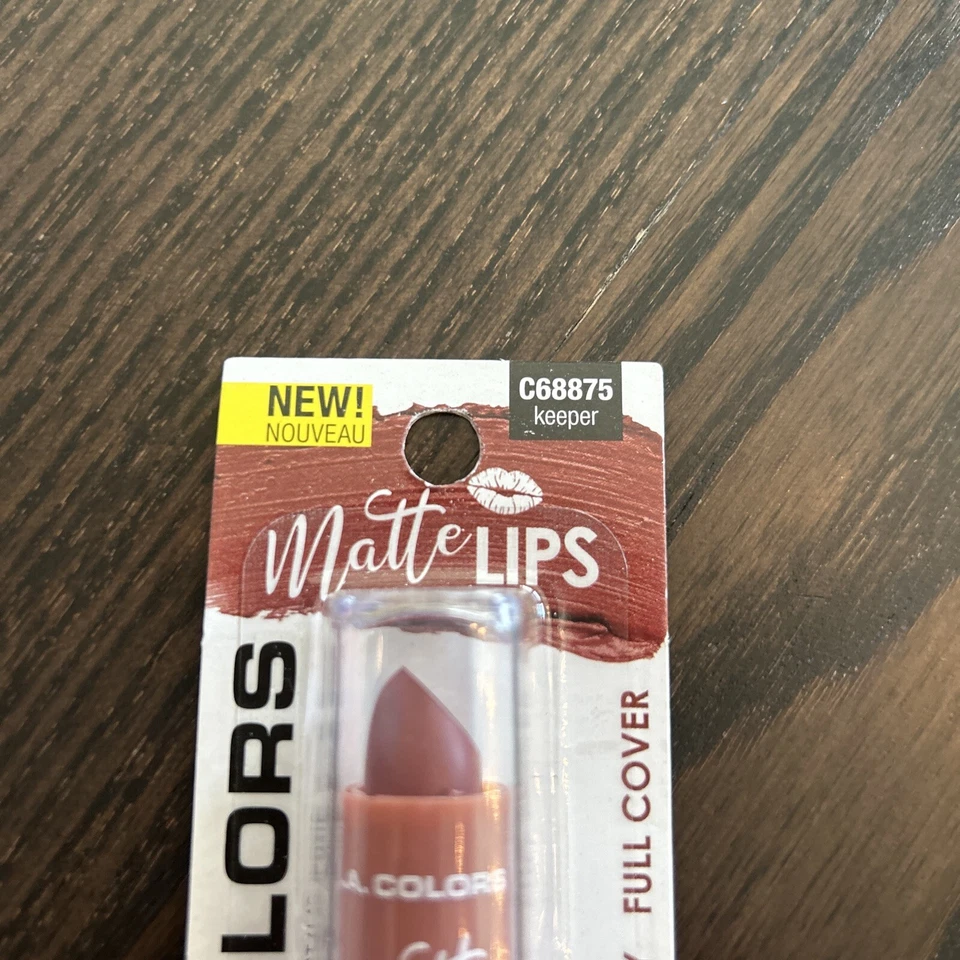 NEW!
NOUVEAU
C68875
keeper
Matte LIPS
LORS
FULL COVER
L.A. COLORS